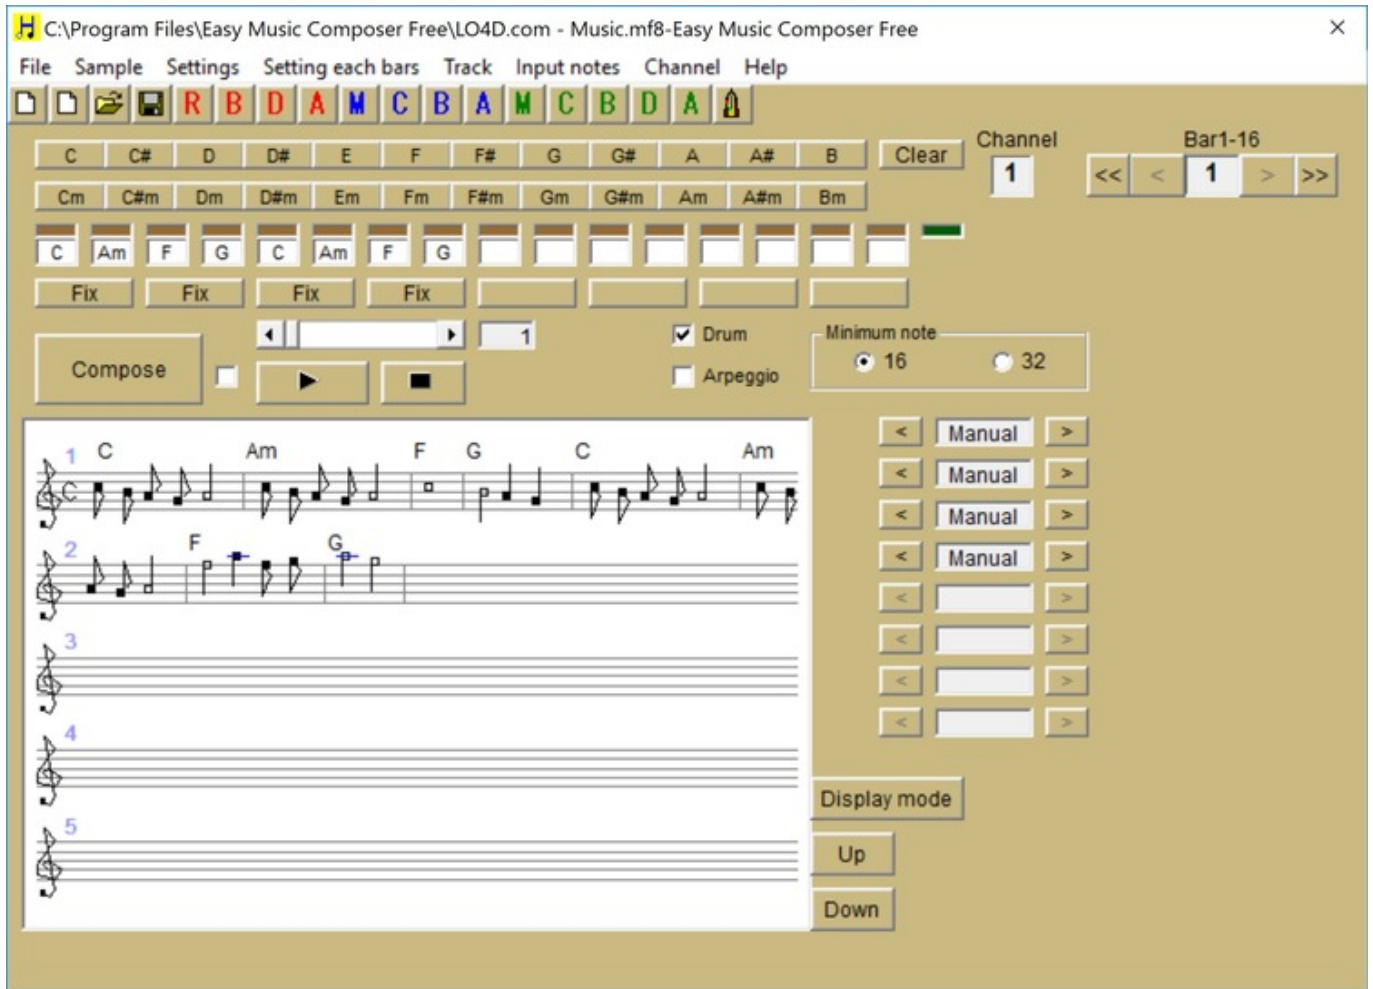 C:\Program Files\Easy Music Composer Free\LO4D.com - Music.mf8-Easy Music Composer Free
File Sample Settings Setting each bars Track Input notes Channel Help
R B D A M C B A M C B D A
Channel Bar1-16
C C# D D# E F F# G G# A A# B Clear
1 << < 1 > >>
Cm C#m Dm D#m Em Fm F#m Gm G#m Am A#m Bm
C Am F G C Am F G
Fix Fix Fix Fix
1 Drum Minimum note
Compose Arpeggio 16 32
< Manual >
1 C Am F G C Am
< Manual >
C
< Manual >
2 F G < Manual >
< >
3 < >
< >
4 < >
Display mode
5
Up
Down